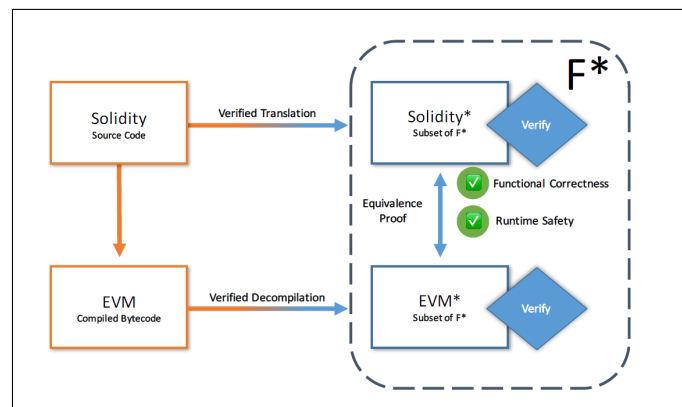 F*
Solidity
Source Code
Verified Translation
Solidity*
Subset of F*
Verify
Equivalence
Proof
Functional Correctness
Runtime Safety
EVM
Compiled Bytecode
Verified Decompilation
EVM*
Subset of F*
Verify